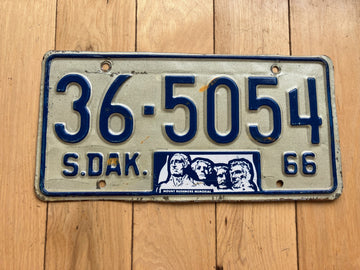 36-5054
S.DAK. 66
MOUNT RUSHMORE MEMORIAL